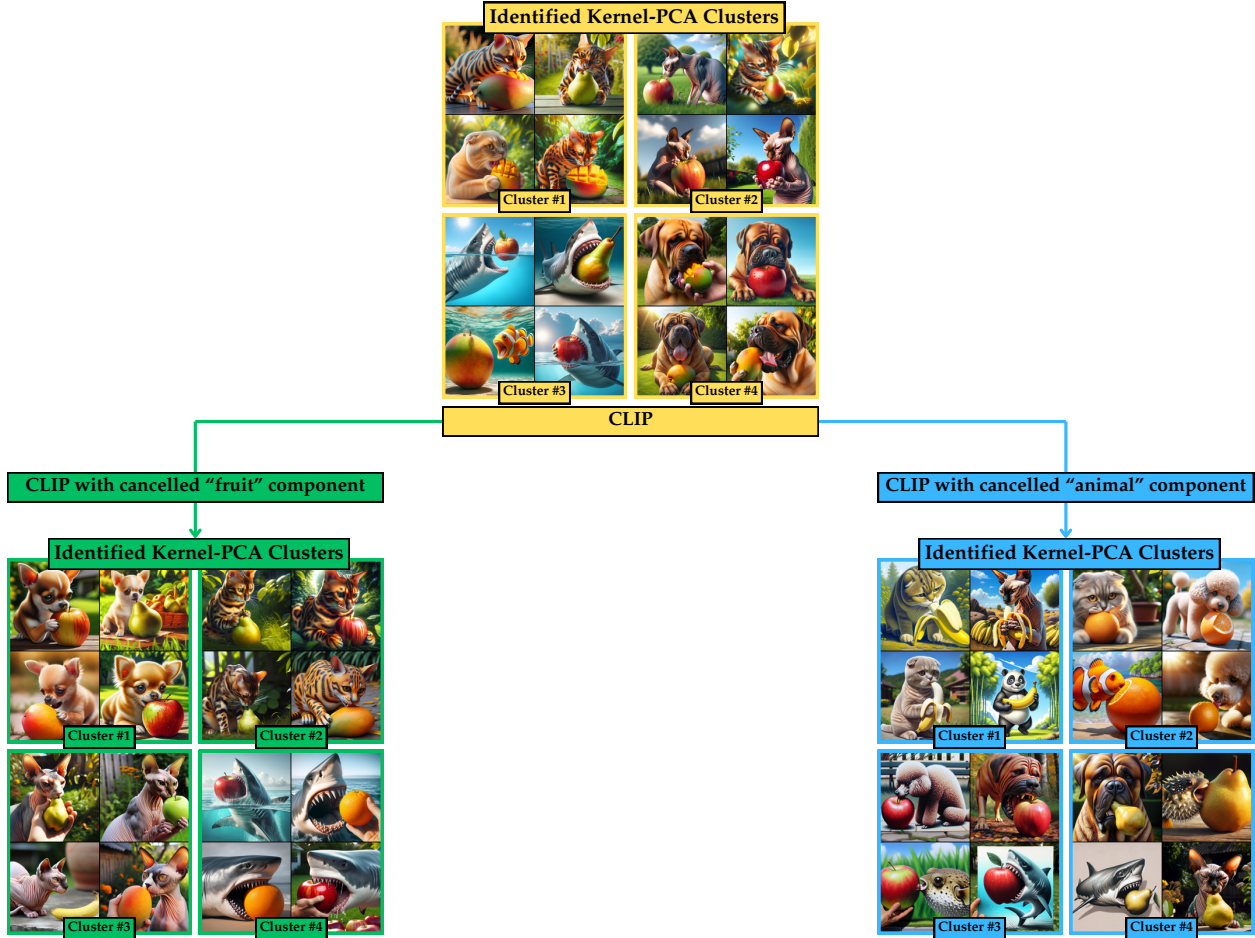 Identified Kernel-PCA Clusters
Cluster #1
Cluster #2
Cluster #3
Cluster #4
CLIP
CLIP with cancelled “fruit” component
CLIP with cancelled “animal” component
Identified Kernel-PCA Clusters
Cluster #1
Cluster #2
Cluster #3
Cluster #4
Identified Kernel-PCA Clusters
Cluster #1
Cluster #2
Cluster #3
Cluster #4